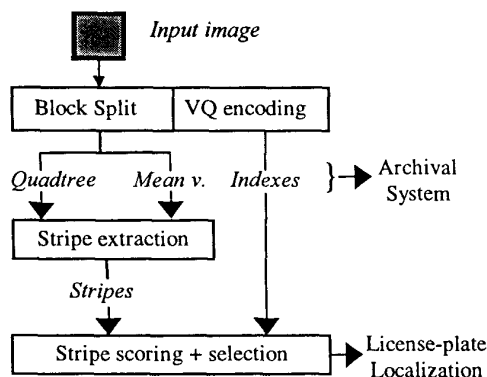 Input image
Block Split
VQ encoding
Quadtree
Mean v.
Indexes
}
Archival
System
Stripe extraction
Stripes
Stripe scoring + selection
License-plate
Localization